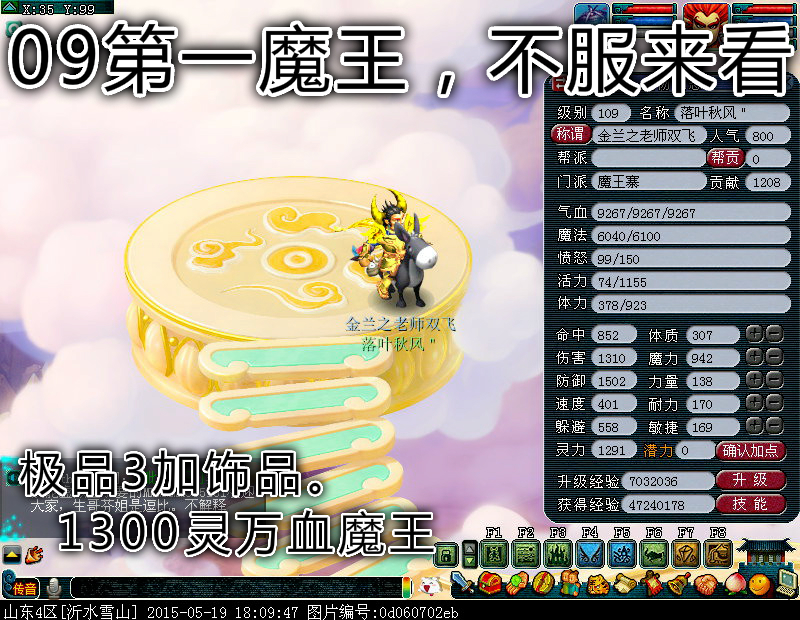 X:35 Y:99
09第一魔王，不服来看
级别 109 名称 落叶秋风"
称谓 金兰之老师双飞 人气 800
帮派 帮贡 0
门派 魔王寨 贡献 1208
气血 9267/9267/9267
魔法 6040/6100
愤怒 99/150
活力 74/1155
体力 378/923
命中 852 体质 307
伤害 1310 魔力 942
防御 1502 力量 138
速度 401 耐力 170
躲避 558 敏捷 169
灵力 1291 潜力 0 确认加点
升级经验 7032036 升级
获得经验 47240178 技能
金兰之老师双飞
落叶秋风"
极品3加饰品.
大家，生哥芬姐是逗比。不解释
1300灵万血魔王
F1 F2 F3 F4 F5 F6 F7 F8
传音
山东4区[沂水雪山] 2015-05-19 18:09:47 图片编号:0d060702eb